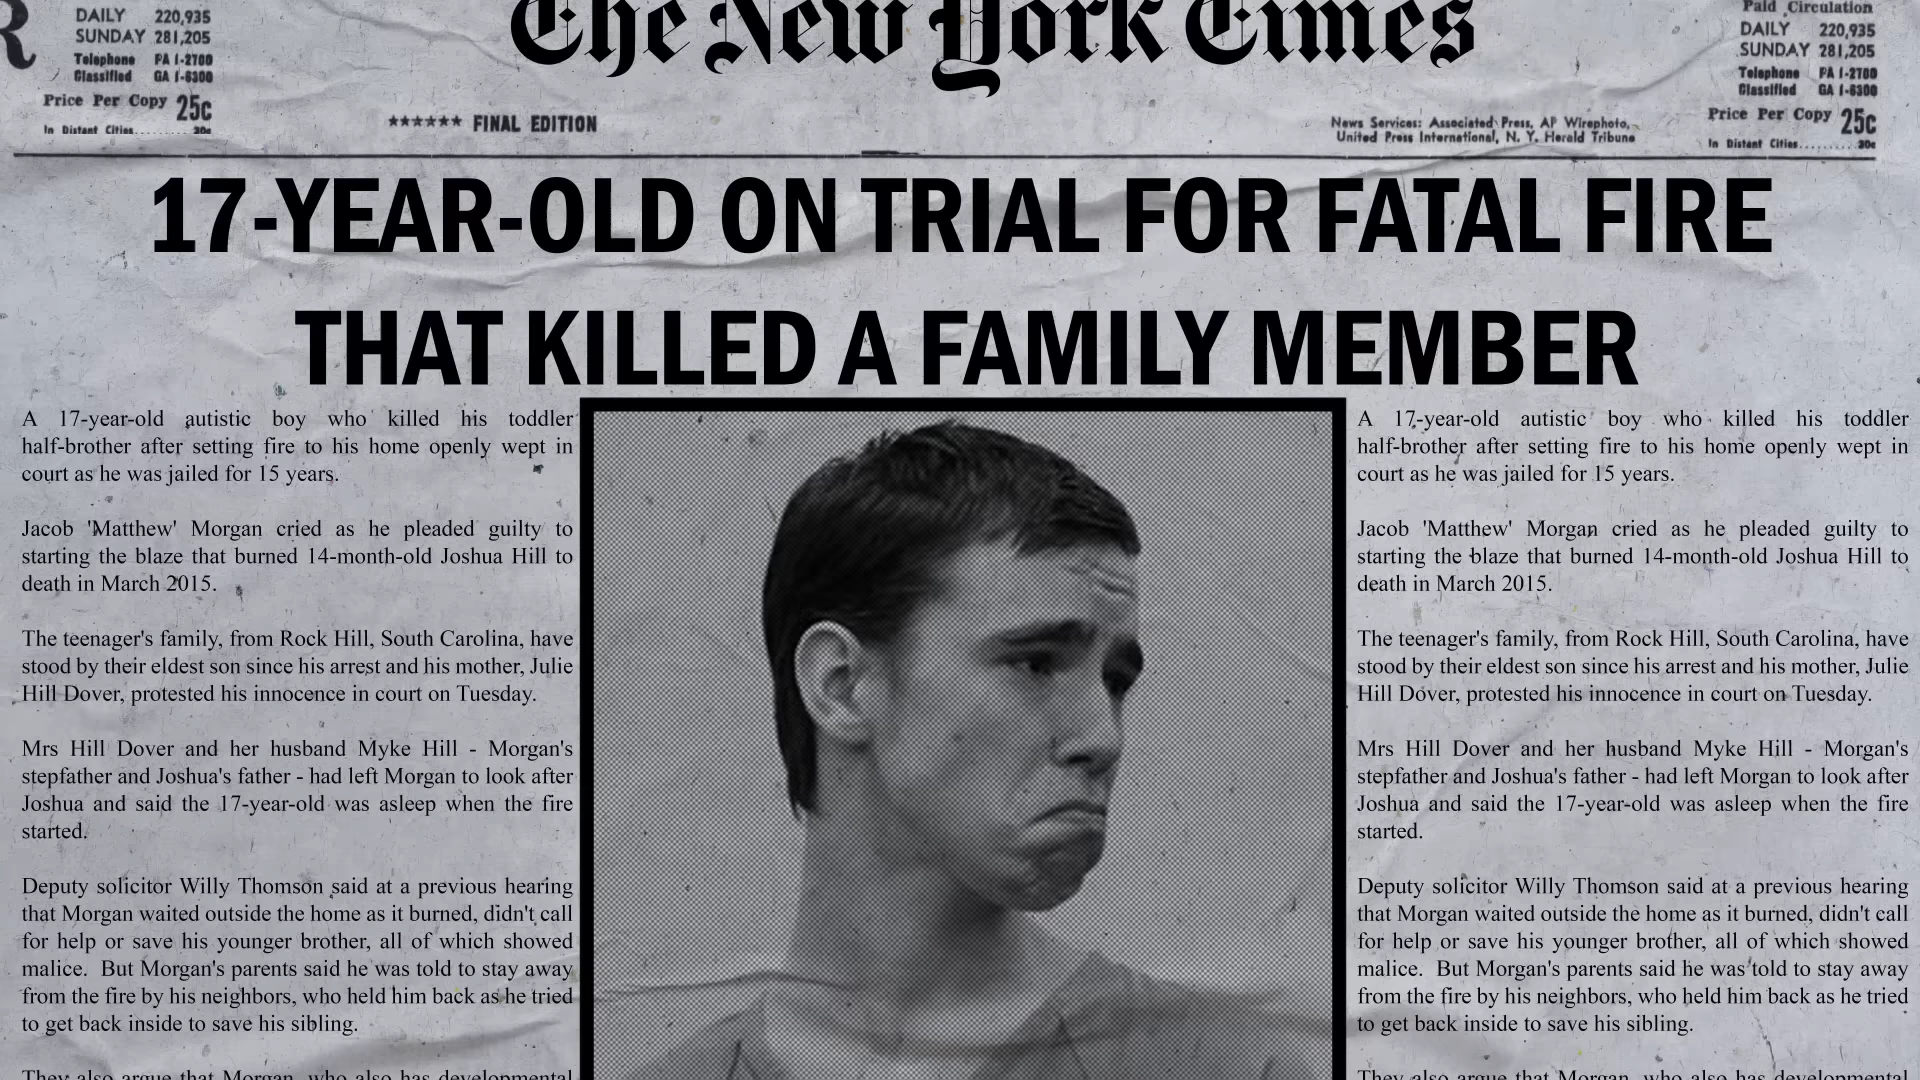 R
DAILY 220,935
SUNDAY 281,205
Telephone FA 1-2700
Classified GA 1-6300
Price Per Copy 25c
In Distant Cities.......... 30c
The New York Times
****** FINAL EDITION
News Services: Associated Press, AP Wirephoto,
United Press International, N. Y. Herald Tribune
Paid Circulation
DAILY 220,935
SUNDAY 281,205
Telephone FA 1-2700
Classified GA 1-6300
Price Per Copy 25c
In Distant Cities.......... 30c
17-YEAR-OLD ON TRIAL FOR FATAL FIRE
THAT KILLED A FAMILY MEMBER
A 17-year-old autistic boy who killed his toddler
half-brother after setting fire to his home openly wept in
court as he was jailed for 15 years.
Jacob 'Matthew' Morgan cried as he pleaded guilty to
starting the blaze that burned 14-month-old Joshua Hill to
death in March 2015.
The teenager's family, from Rock Hill, South Carolina, have
stood by their eldest son since his arrest and his mother, Julie
Hill Dover, protested his innocence in court on Tuesday.
Mrs Hill Dover and her husband Myke Hill - Morgan's
stepfather and Joshua's father - had left Morgan to look after
Joshua and said the 17-year-old was asleep when the fire
started.
Deputy solicitor Willy Thomson said at a previous hearing
that Morgan waited outside the home as it burned, didn't call
for help or save his younger brother, all of which showed
malice.  But Morgan's parents said he was told to stay away
from the fire by his neighbors, who held him back as he tried
to get back inside to save his sibling.
They also argue that Morgan, who also has developmental
A 17-year-old autistic boy who killed his toddler
half-brother after setting fire to his home openly wept in
court as he was jailed for 15 years.
Jacob 'Matthew' Morgan cried as he pleaded guilty to
starting the blaze that burned 14-month-old Joshua Hill to
death in March 2015.
The teenager's family, from Rock Hill, South Carolina, have
stood by their eldest son since his arrest and his mother, Julie
Hill Dover, protested his innocence in court on Tuesday.
Mrs Hill Dover and her husband Myke Hill - Morgan's
stepfather and Joshua's father - had left Morgan to look after
Joshua and said the 17-year-old was asleep when the fire
started.
Deputy solicitor Willy Thomson said at a previous hearing
that Morgan waited outside the home as it burned, didn't call
for help or save his younger brother, all of which showed
malice.  But Morgan's parents said he was told to stay away
from the fire by his neighbors, who held him back as he tried
to get back inside to save his sibling.
They also argue that Morgan, who also has developmental